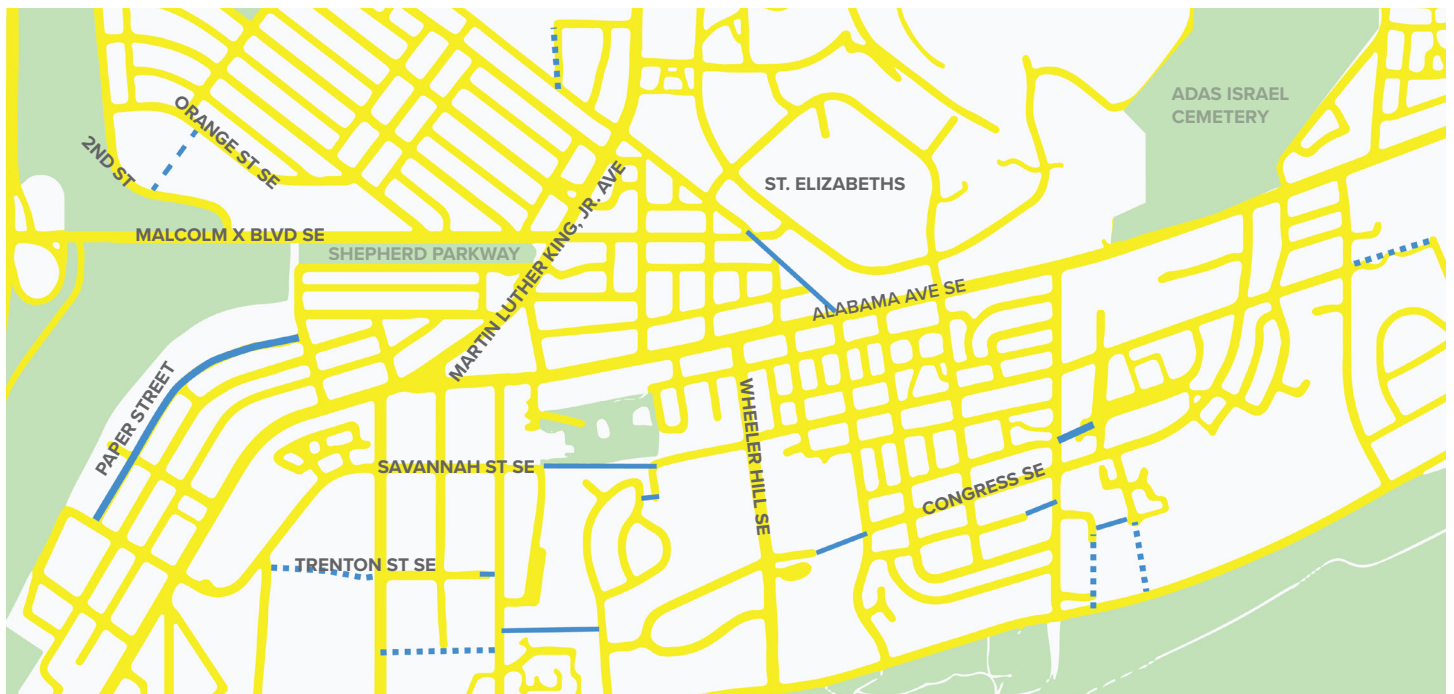 ADAS ISRAEL
CEMETERY
ORANGE ST SE
2ND ST
ST. ELIZABETHS
MALCOLM X BLVD SE
SHEPHERD PARKWAY
MARTIN LUTHER KING, JR. AVE
ALABAMA AVE SE
PAPER STREET
WHEELER HILL SE
SAVANNAH ST SE
CONGRESS SE
TRENTON ST SE